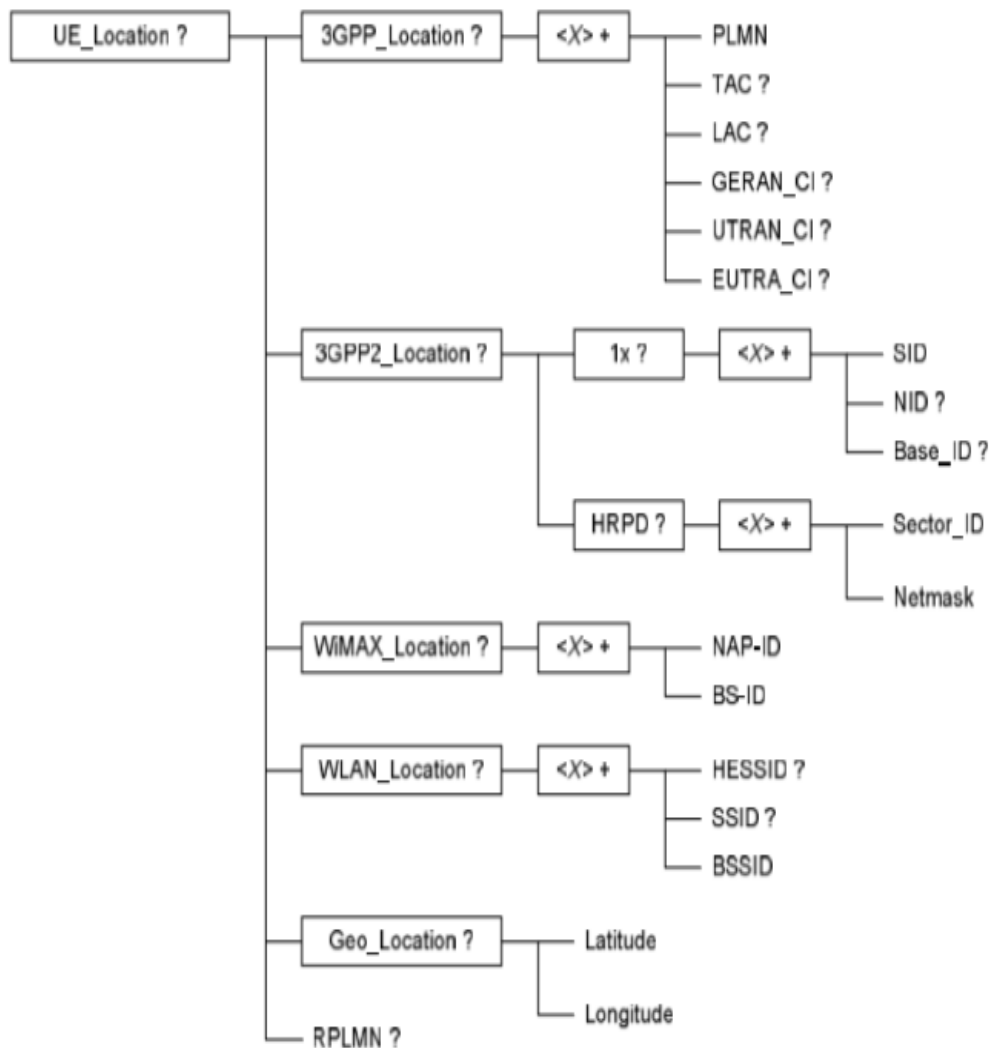 UE_Location ? 3GPP_Location ? <X> + PLMN
TAC ?
LAC ?
GERAN_CI ?
UTRAN_CI ?
EUTRA_CI ?
3GPP2_Location ? 1x ? <X> + SID
NID ?
Base_ID ?
HRPD ? <X> + Sector_ID
Netmask
WiMAX_Location ? <X> + NAP-ID
BS-ID
WLAN_Location ? <X> + HESSID ?
SSID ?
BSSID
Geo_Location ? Latitude
Longitude
RPLMN ?